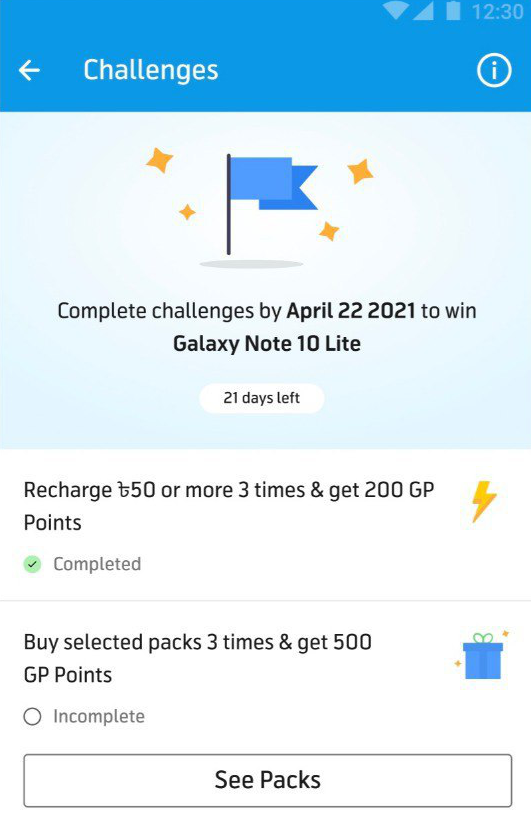 12:30
Challenges
Complete challenges by April 22 2021 to win
Galaxy Note 10 Lite
21 days left
Recharge ৳50 or more 3 times & get 200 GP
Points
Completed
Buy selected packs 3 times & get 500
GP Points
Incomplete
See Packs